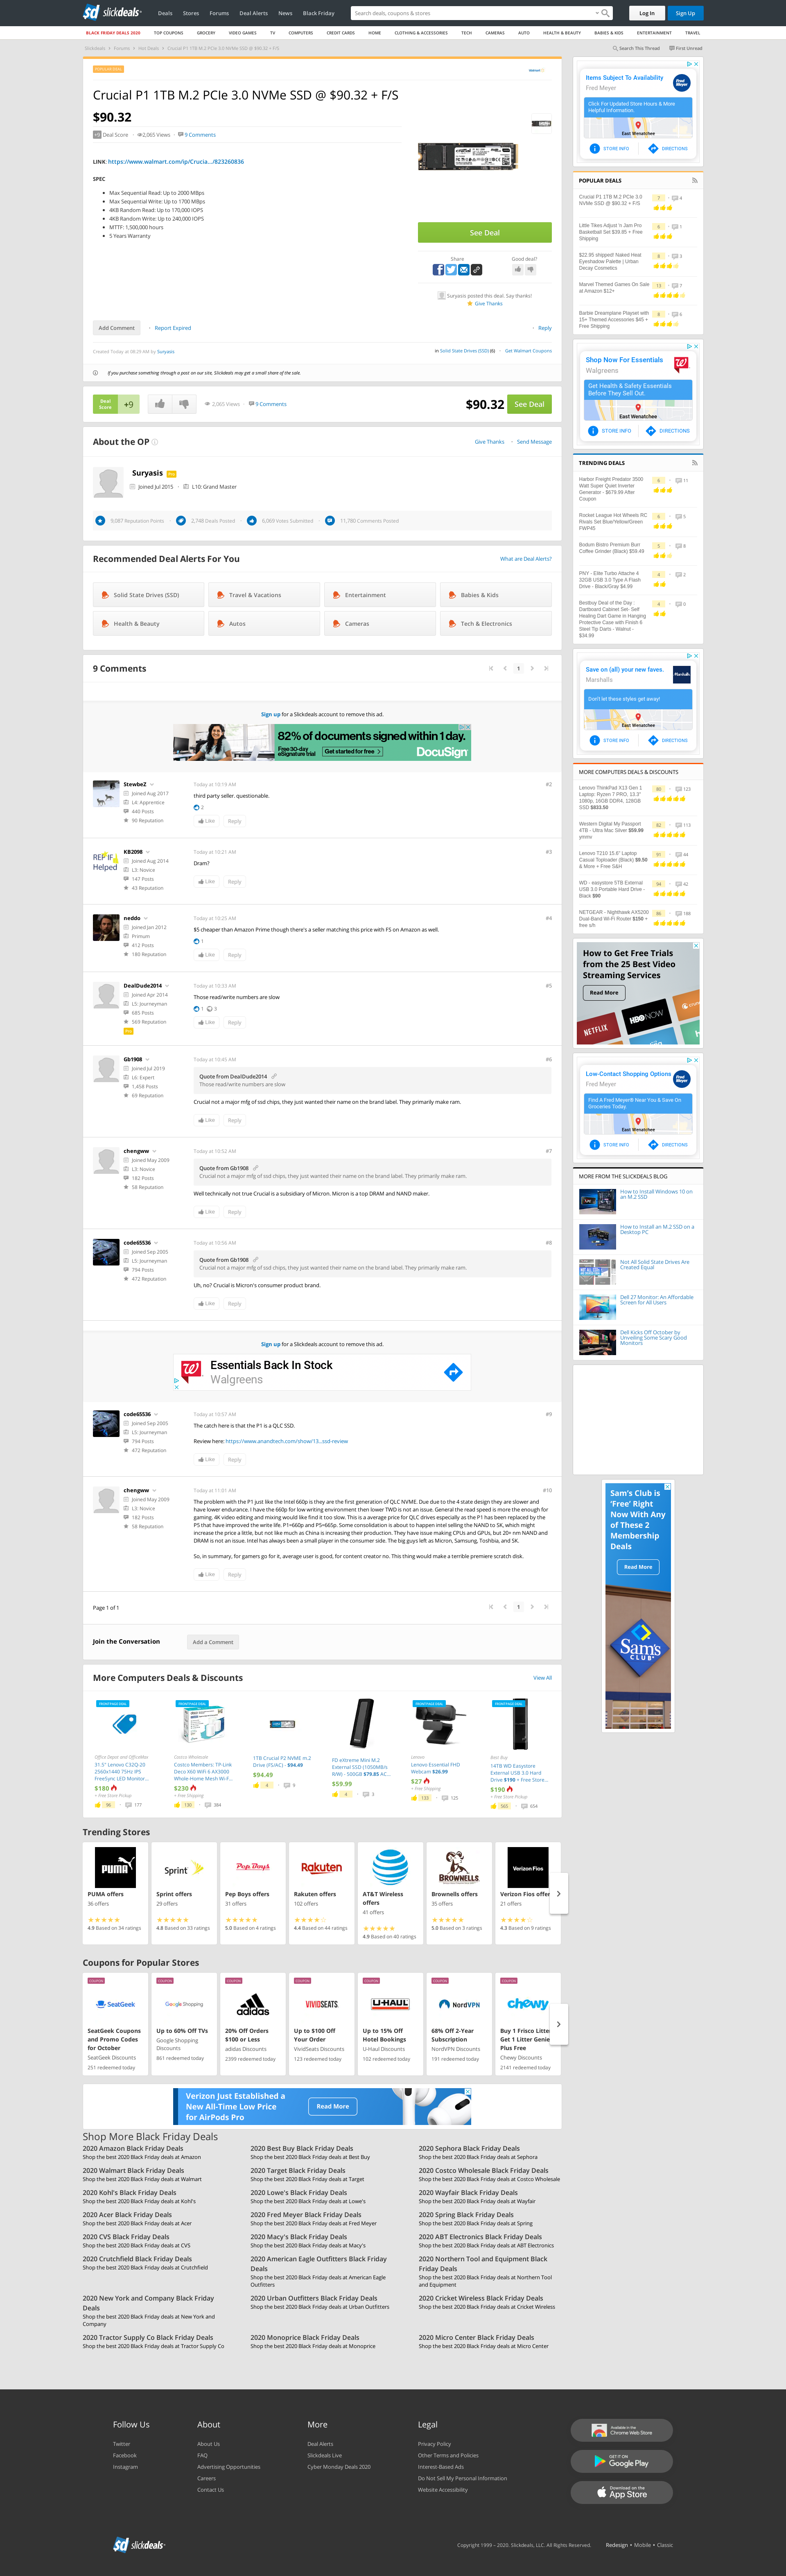 slickdeals
Deals
Stores
Forums
Deal Alerts
News
Black Friday
Search deals, coupons & stores
Log In
Sign Up
BLACK FRIDAY DEALS 2020
TOP COUPONS
GROCERY
VIDEO GAMES
TV
COMPUTERS
CREDIT CARDS
HOME
CLOTHING & ACCESSORIES
TECH
CAMERAS
AUTO
HEALTH & BEAUTY
BABIES & KIDS
ENTERTAINMENT
TRAVEL
Slickdeals > Forums > Hot Deals > Crucial P1 1TB M.2 PCIe 3.0 NVMe SSD @ $90.32 + F/S
Search This Thread
First Unread
Crucial P1 1TB M.2 PCIe 3.0 NVMe SSD @ $90.32 + F/S
$90.32
+9 Deal Score
2,065 Views
9 Comments
LINK: https://www.walmart.com/ip/Crucia.../823260836
SPEC
Max Sequential Read: Up to 2000 MBps
Max Sequential Write: Up to 1700 MBps
4KB Random Read: Up to 170,000 IOPS
4KB Random Write: Up to 240,000 IOPS
MTTF: 1,500,000 hours
5 Years Warranty
See Deal
Share
Good deal?
Suryasis posted this deal. Say thanks!
Give Thanks
Add Comment
Report Expired
Reply
Created Today at 08:29 AM by Suryasis
in Solid State Drives (SSD) (6)
Get Walmart Coupons
If you purchase something through a post on our site, Slickdeals may get a small share of the sale.
Deal Score
+9
2,065 Views
9 Comments
$90.32
See Deal
About the OP
Give Thanks
Send Message
Suryasis
Pro
Joined Jul 2015
L10: Grand Master
9,087 Reputation Points
2,748 Deals Posted
6,069 Votes Submitted
11,780 Comments Posted
Recommended Deal Alerts For You
What are Deal Alerts?
Solid State Drives (SSD)
Travel & Vacations
Entertainment
Babies & Kids
Health & Beauty
Autos
Cameras
Tech & Electronics
9 Comments
1
Sign up for a Slickdeals account to remove this ad.
82% of documents signed within 1 day.
Free 30-day eSignature trial
Get started for free >
DocuSign
StewbeZ
Joined Aug 2017
L4: Apprentice
440 Posts
90 Reputation
Today at 10:19 AM
#2
third party seller. questionable.
2
Like
Reply
KB2098
Joined Aug 2014
L3: Novice
147 Posts
43 Reputation
Today at 10:21 AM
#3
Dram?
Like
Reply
neddo
Joined Jan 2012
Primum
412 Posts
180 Reputation
Today at 10:25 AM
#4
$5 cheaper than Amazon Prime though there's a seller matching this price with FS on Amazon as well.
1
Like
Reply
DealDude2014
Joined Apr 2014
L5: Journeyman
685 Posts
569 Reputation
Pro
Today at 10:33 AM
#5
Those read/write numbers are slow
1
3
Like
Reply
Gb1908
Joined Jul 2019
L6: Expert
1,458 Posts
69 Reputation
Today at 10:45 AM
#6
Quote from DealDude2014
Those read/write numbers are slow
Crucial not a major mfg of ssd chips, they just wanted their name on the brand label. They primarily make ram.
Like
Reply
chengww
Joined May 2009
L3: Novice
182 Posts
58 Reputation
Today at 10:52 AM
#7
Quote from Gb1908
Crucial not a major mfg of ssd chips, they just wanted their name on the brand label. They primarily make ram.
Well technically not true Crucial is a subsidiary of Micron. Micron is a top DRAM and NAND maker.
Like
Reply
code65536
Joined Sep 2005
L5: Journeyman
794 Posts
472 Reputation
Today at 10:56 AM
#8
Quote from Gb1908
Crucial not a major mfg of ssd chips, they just wanted their name on the brand label. They primarily make ram.
Uh, no? Crucial is Micron's consumer product brand.
Like
Reply
Sign up for a Slickdeals account to remove this ad.
Essentials Back In Stock
Walgreens
code65536
Joined Sep 2005
L5: Journeyman
794 Posts
472 Reputation
Today at 10:57 AM
#9
The catch here is that the P1 is a QLC SSD.
Review here: https://www.anandtech.com/show/13...ssd-review
Like
Reply
chengww
Joined May 2009
L3: Novice
182 Posts
58 Reputation
Today at 11:01 AM
#10
The problem with the P1 just like the Intel 660p is they are the first generation of QLC NVME. Due due to the 4 state design they are slower and have lower endurance. I have the 660p for low writing environment then lower TWD is not a problem. But for general use the read speed is more the enough for gaming. 4K video editing and mixing would like find it too slow. This is a average price for QLC drives especially as the P1 has been replaced by the P5 that does have improved the write life. P1=660p and P5=665p. Some consolidation is about to happen intel selling the NAND to SK, which might increase the price a little, but not like much as China is increasing their production. They have issue making CPUs and GPUs, but 2D+ nm NAND and DRAM is not an issue. Intel has always been a small player in the consumer side. The big guys left as Micron, Samsung, Toshiba, and SK.
So, in summary, for gamers go for it, average user is good, for content creator no. This thing would make a terrible premiere scratch disk.
Like
Reply
Page 1 of 1
1
Join the Conversation
Add a Comment
More Computers Deals & Discounts
View All
FRONTPAGE DEAL
Office Depot and OfficeMax
31.5" Lenovo C32Q-20 2560x1440 75Hz IPS FreeSync LED Monitor...
$180
+ Free Store Pickup
96
177
FRONTPAGE DEAL
Costco Wholesale
Costco Members: TP-Link Deco X60 WiFi 6 AX3000 Whole-Home Mesh Wi-F...
$230
+ Free Shipping
130
384
1TB Crucial P2 NVME m.2 Drive (FS/AC) - $94.49
$94.49
4
9
FD eXtreme Mini M.2 External SSD (1050MB/s R/W) - 500GB $79.85 AC...
$59.99
4
3
FRONTPAGE DEAL
Lenovo
Lenovo Essential FHD Webcam $26.99
$27
+ Free Shipping
133
125
FRONTPAGE DEAL
Best Buy
14TB WD Easystore External USB 3.0 Hard Drive $190 + Free Store...
$190
+ Free Store Pickup
365
654
Trending Stores
PUMA offers
36 offers
4.9 Based on 34 ratings
Sprint offers
29 offers
4.8 Based on 33 ratings
Pep Boys offers
31 offers
5.0 Based on 4 ratings
Rakuten offers
102 offers
4.4 Based on 44 ratings
AT&T Wireless offers
41 offers
4.9 Based on 40 ratings
Brownells offers
35 offers
5.0 Based on 3 ratings
Verizon Fios offers
21 offers
4.3 Based on 9 ratings
Coupons for Popular Stores
COUPON
SeatGeek
SeatGeek Coupons and Promo Codes for October
SeatGeek Discounts
251 redeemed today
COUPON
Google Shopping
Up to 60% Off TVs
Google Shopping Discounts
861 redeemed today
COUPON
adidas
20% Off Orders $100 or Less
adidas Discounts
2399 redeemed today
COUPON
VIVIDSEATS
Up to $100 Off Your Order
VividSeats Discounts
123 redeemed today
COUPON
U-HAUL
Up to 15% Off Hotel Bookings
U-Haul Discounts
102 redeemed today
COUPON
NordVPN
68% Off 2-Year Subscription
NordVPN Discounts
191 redeemed today
COUPON
chewy
Buy 1 Frisco Litter Get 1 Litter Genie Plus Free
Chewy Discounts
2141 redeemed today
Verizon Just Established a New All-Time Low Price for AirPods Pro
Read More
Shop More Black Friday Deals
2020 Amazon Black Friday Deals
Shop the best 2020 Black Friday deals at Amazon
2020 Best Buy Black Friday Deals
Shop the best 2020 Black Friday deals at Best Buy
2020 Sephora Black Friday Deals
Shop the best 2020 Black Friday deals at Sephora
2020 Walmart Black Friday Deals
Shop the best 2020 Black Friday deals at Walmart
2020 Target Black Friday Deals
Shop the best 2020 Black Friday deals at Target
2020 Costco Wholesale Black Friday Deals
Shop the best 2020 Black Friday deals at Costco Wholesale
2020 Kohl's Black Friday Deals
Shop the best 2020 Black Friday deals at Kohl's
2020 Lowe's Black Friday Deals
Shop the best 2020 Black Friday deals at Lowe's
2020 Wayfair Black Friday Deals
Shop the best 2020 Black Friday deals at Wayfair
2020 Acer Black Friday Deals
Shop the best 2020 Black Friday deals at Acer
2020 Fred Meyer Black Friday Deals
Shop the best 2020 Black Friday deals at Fred Meyer
2020 Spring Black Friday Deals
Shop the best 2020 Black Friday deals at Spring
2020 CVS Black Friday Deals
Shop the best 2020 Black Friday deals at CVS
2020 Macy's Black Friday Deals
Shop the best 2020 Black Friday deals at Macy's
2020 ABT Electronics Black Friday Deals
Shop the best 2020 Black Friday deals at ABT Electronics
2020 Crutchfield Black Friday Deals
Shop the best 2020 Black Friday deals at Crutchfield
2020 American Eagle Outfitters Black Friday Deals
Shop the best 2020 Black Friday deals at American Eagle Outfitters
2020 Northern Tool and Equipment Black Friday Deals
Shop the best 2020 Black Friday deals at Northern Tool and Equipment
2020 New York and Company Black Friday Deals
Shop the best 2020 Black Friday deals at New York and Company
2020 Urban Outfitters Black Friday Deals
Shop the best 2020 Black Friday deals at Urban Outfitters
2020 Cricket Wireless Black Friday Deals
Shop the best 2020 Black Friday deals at Cricket Wireless
2020 Tractor Supply Co Black Friday Deals
Shop the best 2020 Black Friday deals at Tractor Supply Co
2020 Monoprice Black Friday Deals
Shop the best 2020 Black Friday deals at Monoprice
2020 Micro Center Black Friday Deals
Shop the best 2020 Black Friday deals at Micro Center
Items Subject To Availability
Fred Meyer
Click For Updated Store Hours & More Helpful Information.
East Wenatchee
STORE INFO
DIRECTIONS
POPULAR DEALS
Crucial P1 1TB M.2 PCIe 3.0 NVMe SSD @ $90.32 + F/S
7
4
Little Tikes Adjust 'n Jam Pro Basketball Set $39.85 + Free Shipping
6
1
$22.95 shipped! Naked Heat Eyeshadow Palette | Urban Decay Cosmetics
8
3
Marvel Themed Games On Sale at Amazon $12+
13
7
Barbie Dreamplane Playset with 15+ Themed Accessories $45 + Free Shipping
8
6
Shop Now For Essentials
Walgreens
Get Health & Safety Essentials Before They Sell Out.
East Wenatchee
STORE INFO
DIRECTIONS
TRENDING DEALS
Harbor Freight Predator 3500 Watt Super Quiet Inverter Generator - $679.99 After Coupon
6
11
Rocket League Hot Wheels RC Rivals Set Blue/Yellow/Green FWP45
6
5
Bodum Bistro Premium Burr Coffee Grinder (Black) $59.49
5
8
PNY - Elite Turbo Attache 4 32GB USB 3.0 Type A Flash Drive - Black/Gray $4.99
4
2
Bestbuy Deal of the Day : Dartboard Cabinet Set- Self Healing Dart Game in Hanging Protective Case with Finish 6 Steel Tip Darts - Walnut - $34.99
4
0
Save on (all) your new faves.
Marshalls
Don't let these styles get away!
East Wenatchee
STORE INFO
DIRECTIONS
MORE COMPUTERS DEALS & DISCOUNTS
Lenovo ThinkPad X13 Gen 1 Laptop: Ryzen 7 PRO, 13.3" 1080p, 16GB DDR4, 128GB SSD $833.50
80
123
Western Digital My Passport 4TB - Ultra Mac Silver $59.99 ymmv
82
113
Lenovo T210 15.6" Laptop Casual Toploader (Black) $9.50 & More + Free S&H
91
44
WD - easystore 5TB External USB 3.0 Portable Hard Drive - Black $90
94
42
NETGEAR - Nighthawk AX5200 Dual-Band Wi-Fi Router $150 + free s/h
86
188
How to Get Free Trials from the 25 Best Video Streaming Services
Read More
NETFLIX
HBO NOW
Low-Contact Shopping Options
Fred Meyer
Find A Fred Meyer® Near You & Save On Groceries Today.
East Wenatchee
STORE INFO
DIRECTIONS
MORE FROM THE SLICKDEALS BLOG
How to Install Windows 10 on an M.2 SSD
How to Install an M.2 SSD on a Desktop PC
Not All Solid State Drives Are Created Equal
Dell 27 Monitor: An Affordable Screen for All Users
Dell Kicks Off October by Unveiling Some Scary Good Monitors
Sam's Club is 'Free' Right Now With Any of These 2 Membership Deals
Read More
Sam's CLUB
Follow Us
Twitter
Facebook
Instagram
About
About Us
FAQ
Advertising Opportunities
Careers
Contact Us
More
Deal Alerts
Slickdeals Live
Cyber Monday Deals 2020
Legal
Privacy Policy
Other Terms and Policies
Interest-Based Ads
Do Not Sell My Personal Information
Website Accessibility
Available in the Chrome Web Store
GET IT ON Google Play
Download on the App Store
slickdeals
Copyright 1999 - 2020. Slickdeals, LLC. All Rights Reserved.
Redesign • Mobile • Classic